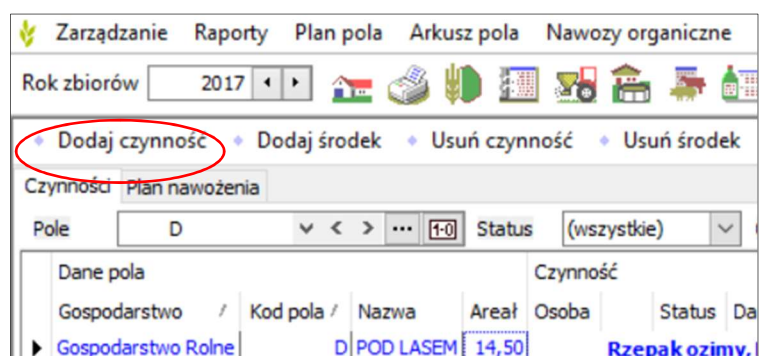 Zarządzanie Raporty Plan pola Arkusz pola Nawozy organiczne
Rok zbiorów 2017
Dodaj czynność Dodaj środek Usuń czynność Usuń środek
Czynności Plan nawożenia
Pole D 1-0 Status (wszystkie)
Dane pola Czynność
Gospodarstwo Kod pola Nazwa Areał Osoba Status Da
Gospodarstwo Rolne D POD LASEM 14,50 Rzepak ozimy,